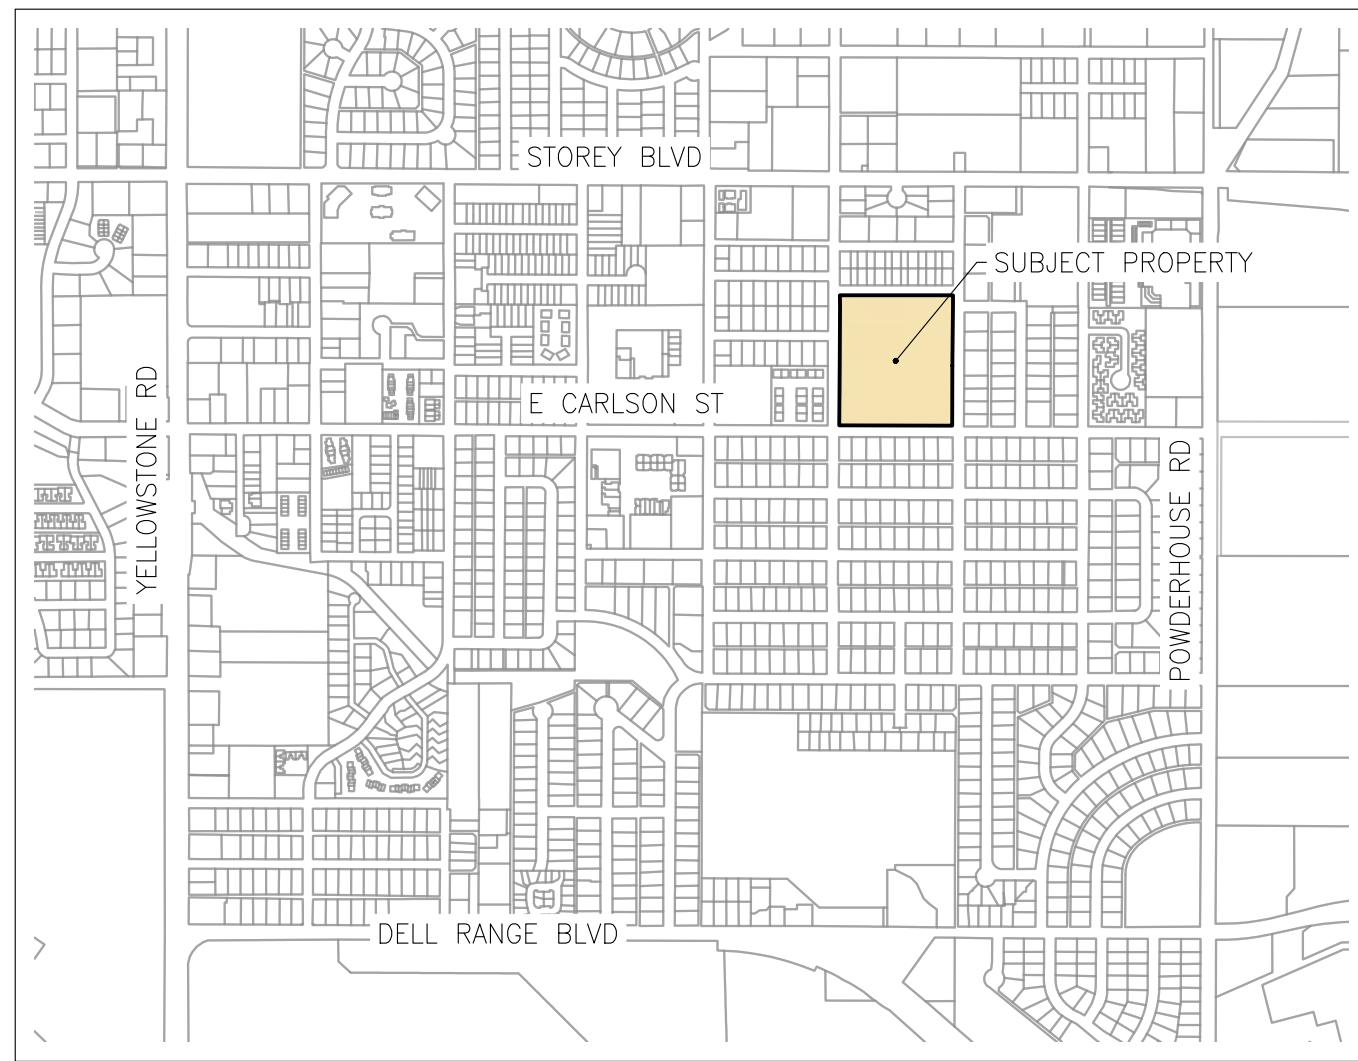 STOREY BLVD
SUBJECT PROPERTY
E CARLSON ST
YELLOWSTONE RD
POWDERHOUSE RD
DELL RANGE BLVD